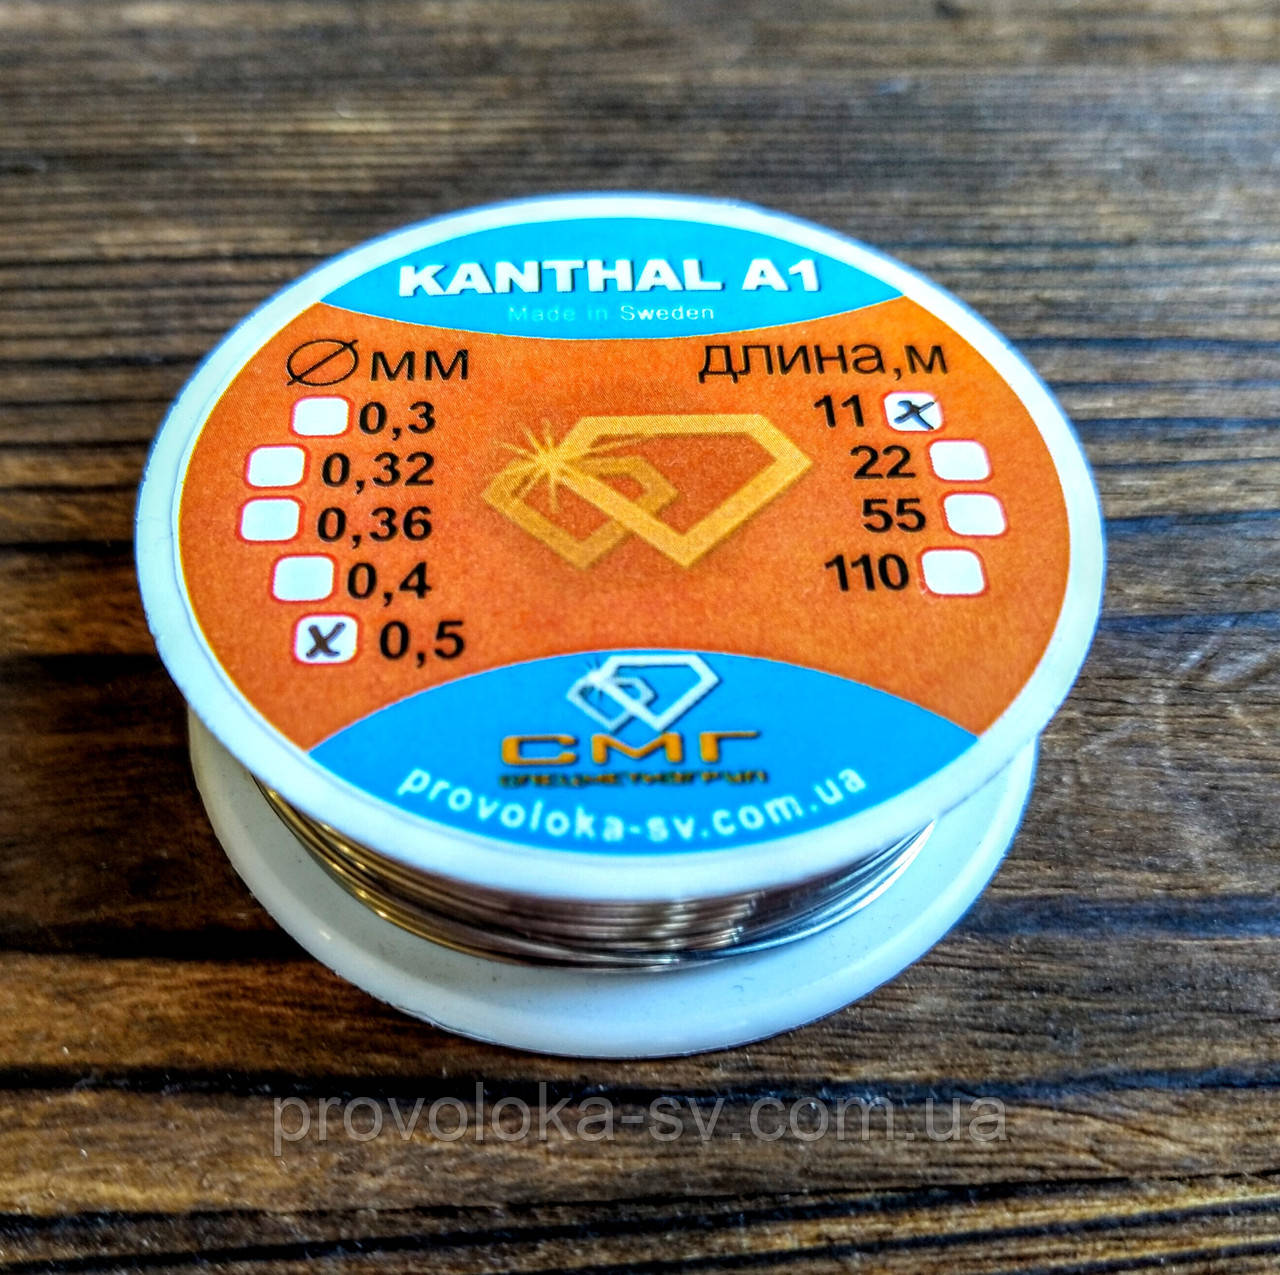 KANTHAL A1
Made in Sweden
Ø мм
0,3
0,32
0,36
0,4
0,5
длина,м
11
22
55
110
СМГ
provoloka-sv.com.ua
provoloka-sv.com.ua